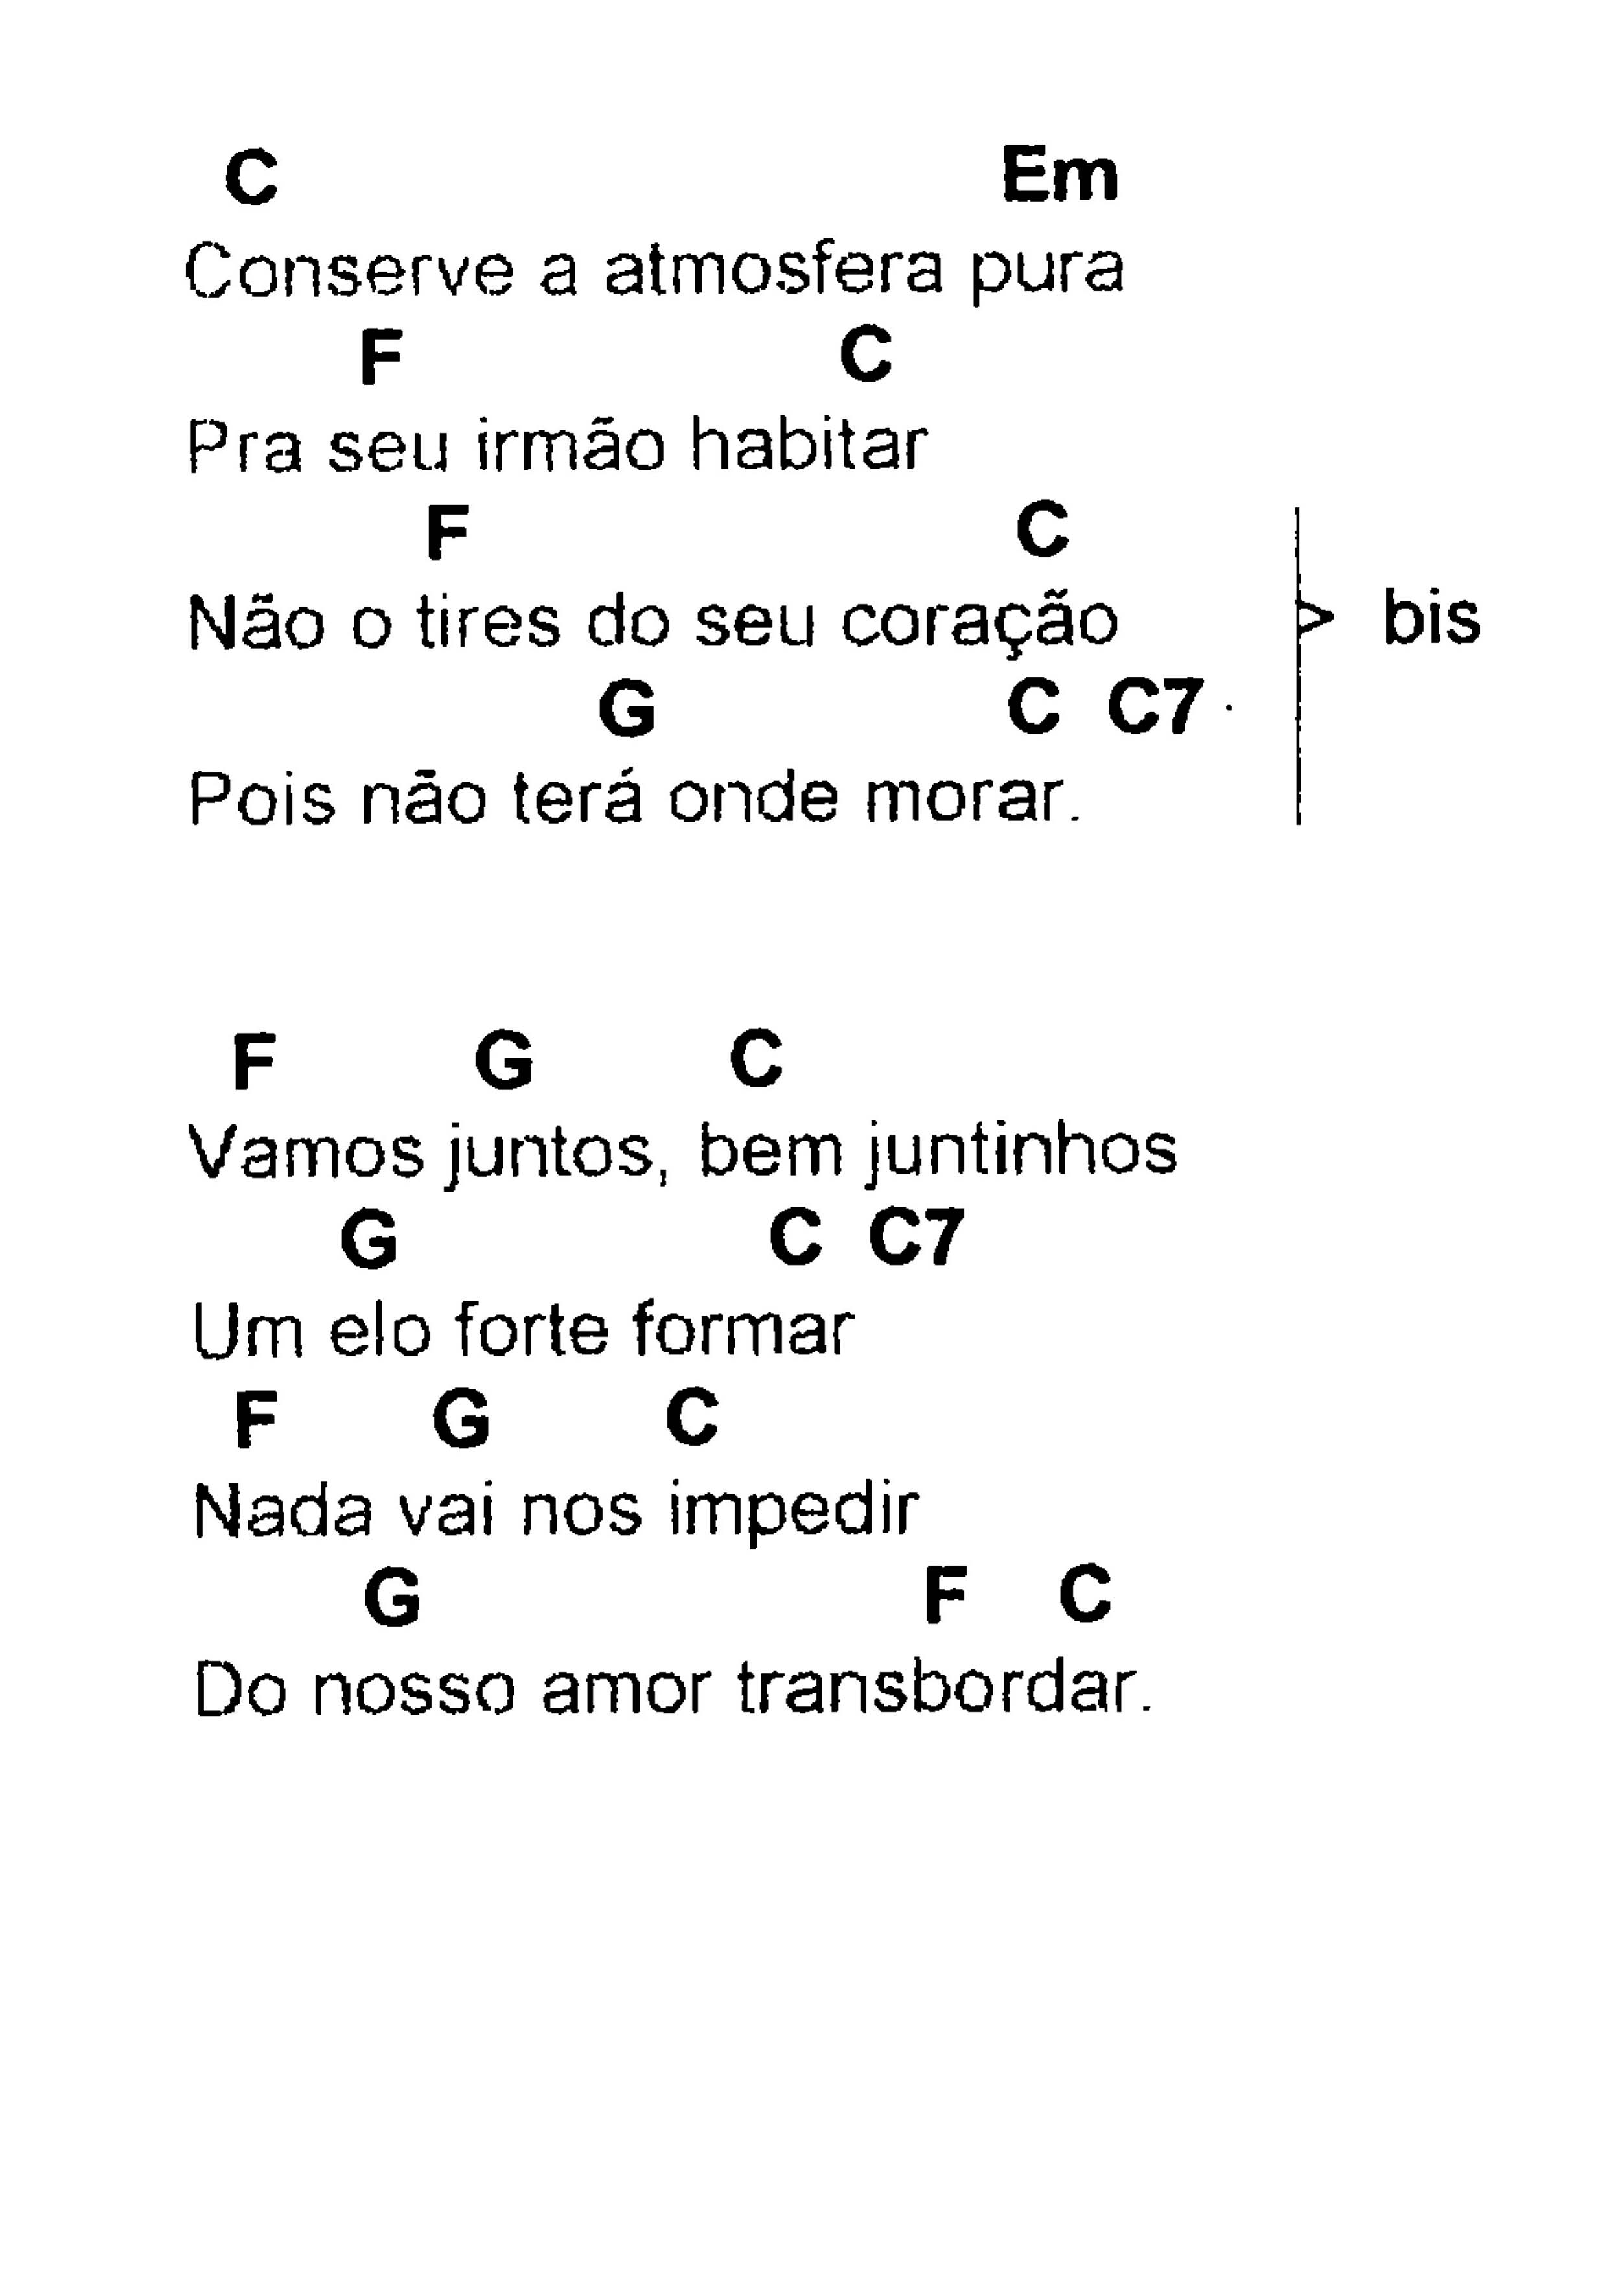 C Em
Conserve a atmosfera pura
F C
Pra seu irmão habitar
F C
Não o tires do seu coração > bis
G C C7
Pois não terá onde morar.
F G C
Vamos juntos, bem juntinhos
G C C7
Um elo forte formar
F G C
Nada vai nos impedir
G F C
Do nosso amor transbordar.